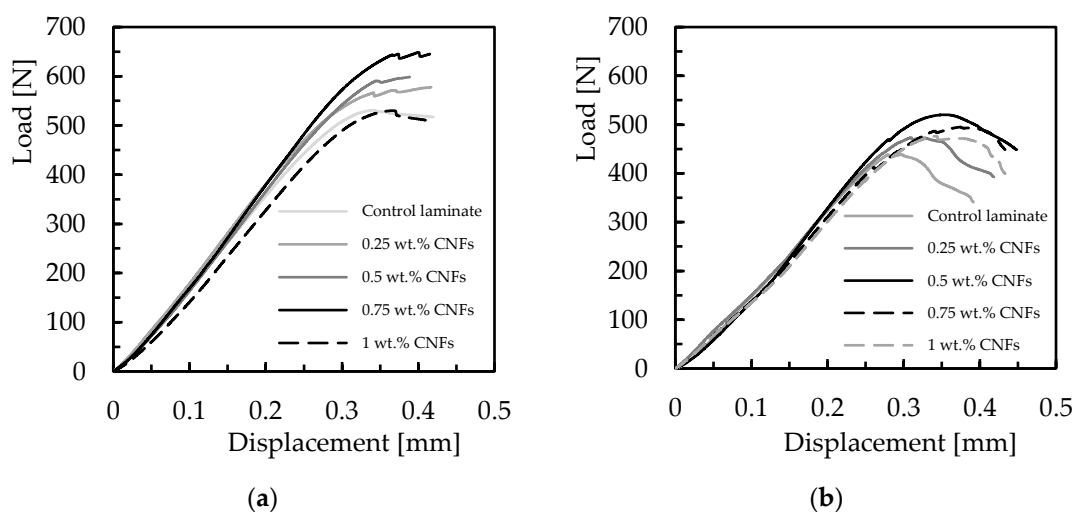 700
600
500
400
300
200
100
0
Load [N]
Control laminate
0.25 wt.% CNFs
0.5 wt.% CNFs
0.75 wt.% CNFs
1 wt.% CNFs
0 0.1 0.2 0.3 0.4 0.5
Displacement [mm]
(a)
700
600
500
400
300
200
100
0
Load [N]
Control laminate
0.25 wt.% CNFs
0.5 wt.% CNFs
0.75 wt.% CNFs
1 wt.% CNFs
0 0.1 0.2 0.3 0.4 0.5
Displacement [mm]
(b)